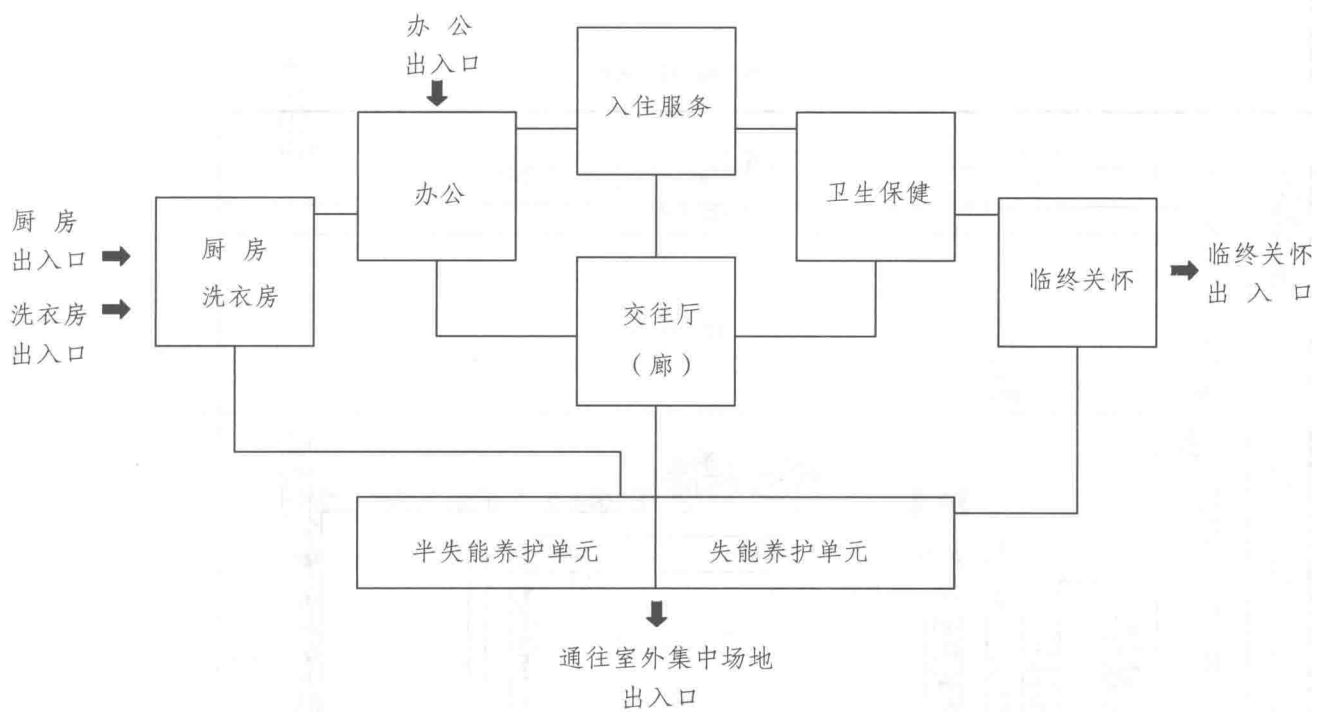 办 公
出入口
入住服务
办公
卫生保健
厨 房
出入口
洗衣房
出入口
厨 房
洗衣房
交往厅
（廊）
临终关怀
临终关怀
出 入 口
半失能养护单元
失能养护单元
通往室外集中场地
出入口